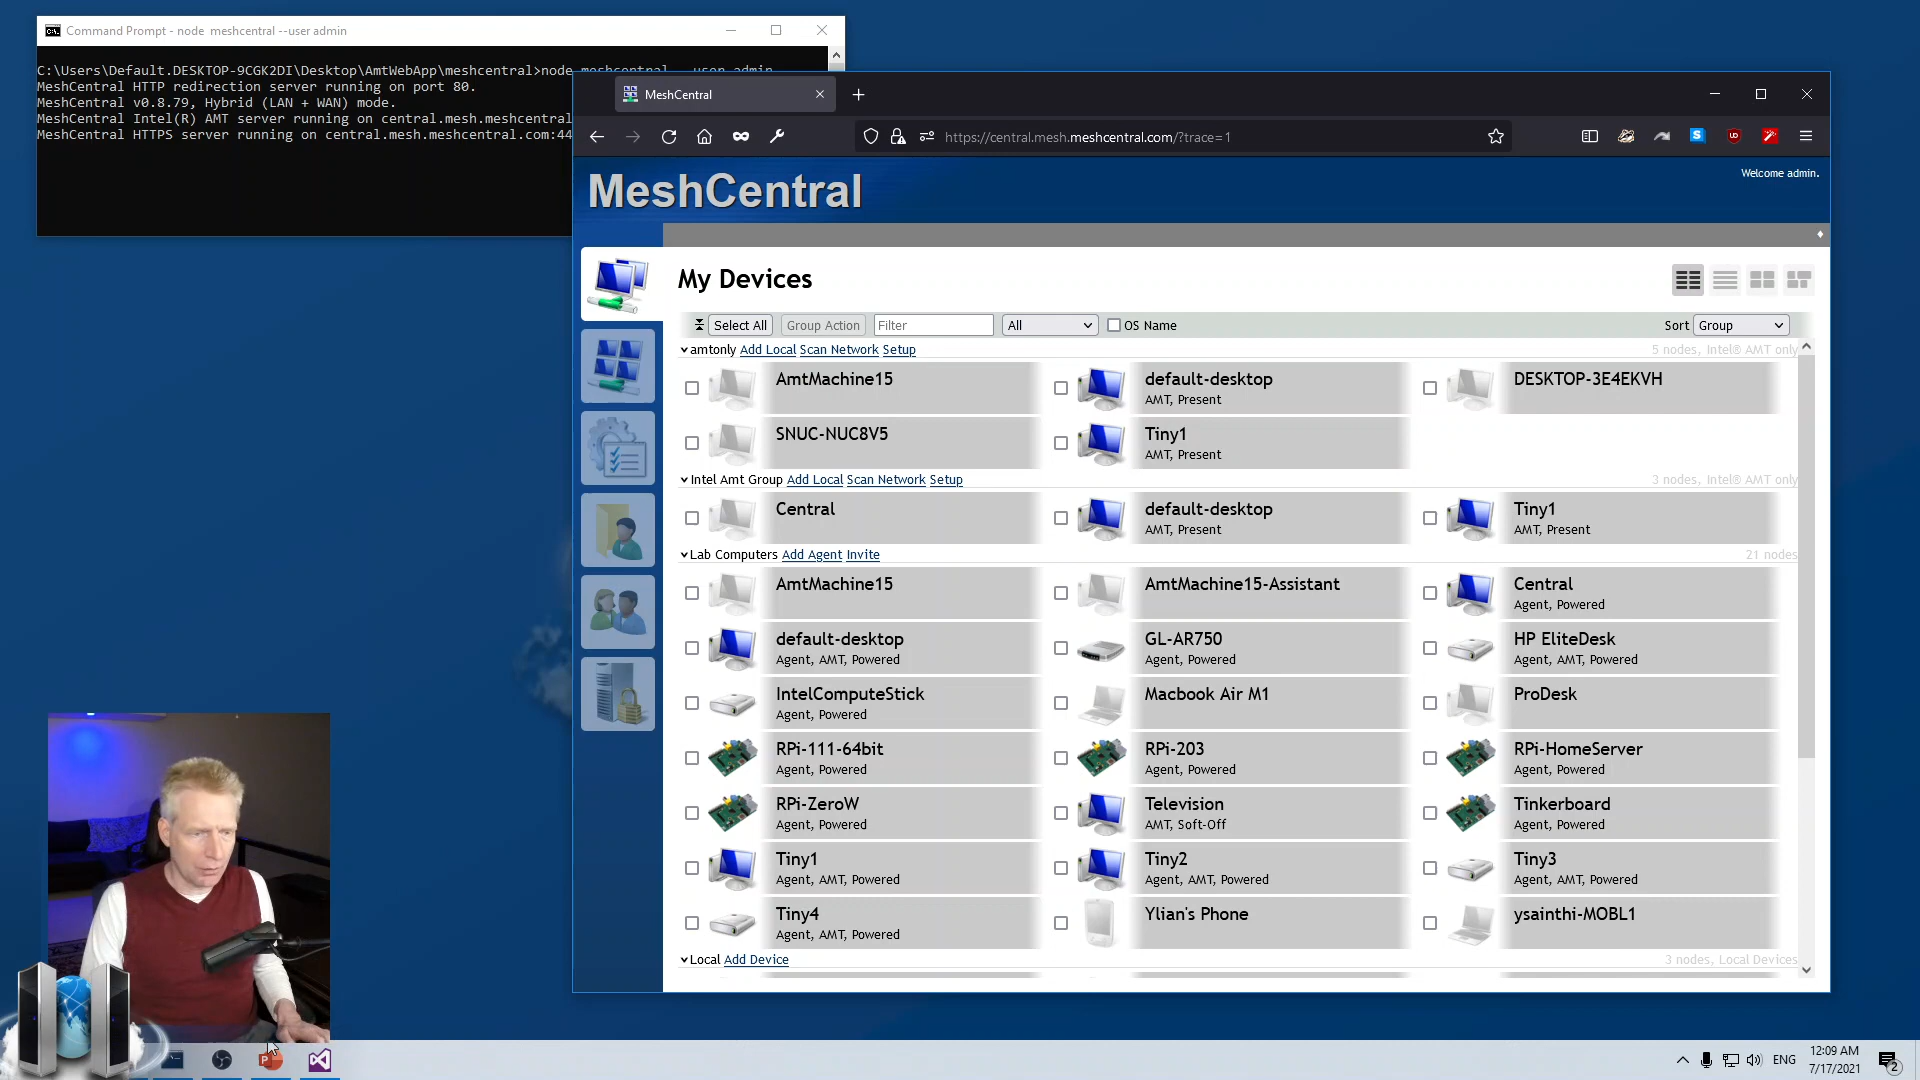 Command Prompt - node  meshcentral --user admin
C:\Users\Default.DESKTOP-9CGK2DI\Desktop\AmtWebApp\meshcentral>node meshcentral --user admin
MeshCentral HTTP redirection server running on port 80.
MeshCentral v0.8.79, Hybrid (LAN + WAN) mode.
MeshCentral Intel(R) AMT server running on central.mesh.meshcentral
MeshCentral HTTPS server running on central.mesh.meshcentral.com:44
MeshCentral
https://central.mesh.meshcentral.com/?trace=1
MeshCentral
Welcome admin.
My Devices
Select All Group Action Filter All OS Name Sort Group
amtonly Add Local Scan Network Setup 5 nodes, Intel® AMT only
AmtMachine15
default-desktop
AMT, Present
DESKTOP-3E4EKVH
SNUC-NUC8V5
Tiny1
AMT, Present
Intel Amt Group Add Local Scan Network Setup 3 nodes, Intel® AMT only
Central
default-desktop
AMT, Present
Tiny1
AMT, Present
Lab Computers Add Agent Invite 21 nodes
AmtMachine15
AmtMachine15-Assistant
Central
Agent, Powered
default-desktop
Agent, AMT, Powered
GL-AR750
Agent, Powered
HP EliteDesk
Agent, AMT, Powered
IntelComputeStick
Agent, Powered
Macbook Air M1
ProDesk
RPi-111-64bit
Agent, Powered
RPi-203
Agent, Powered
RPi-HomeServer
Agent, Powered
RPi-ZeroW
Agent, Powered
Television
AMT, Soft-Off
Tinkerboard
Agent, Powered
Tiny1
Agent, AMT, Powered
Tiny2
Agent, AMT, Powered
Tiny3
Agent, AMT, Powered
Tiny4
Agent, AMT, Powered
Ylian's Phone
ysainthi-MOBL1
Local Add Device 3 nodes, Local Devices
ENG
12:09 AM
7/17/2021
2